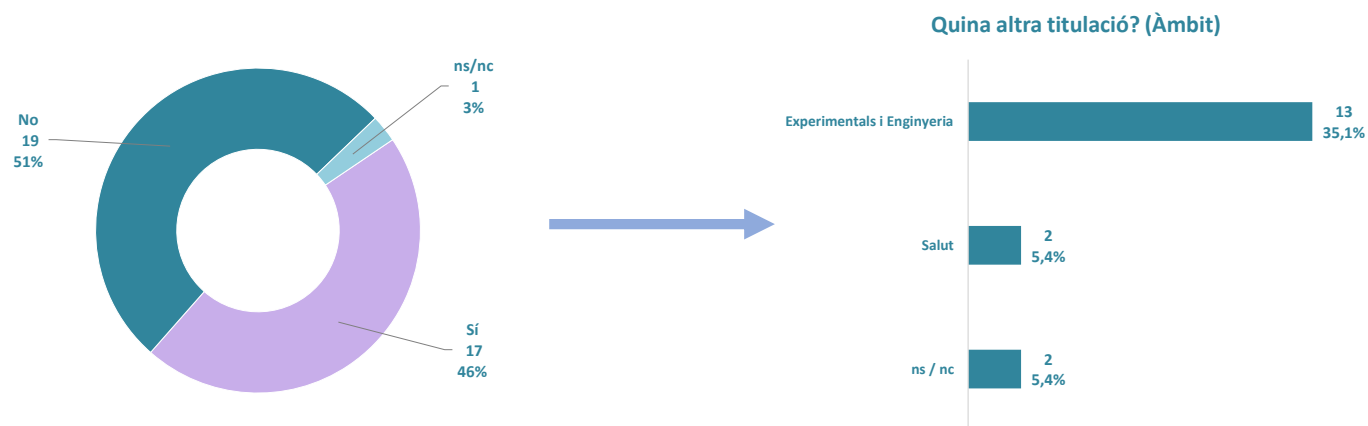 Quina altra titulació? (Àmbit)
ns/nc
1
3%
No
19
51%
Sí
17
46%
Experimentals i Enginyeria
13
35,1%
Salut
2
5,4%
ns / nc
2
5,4%